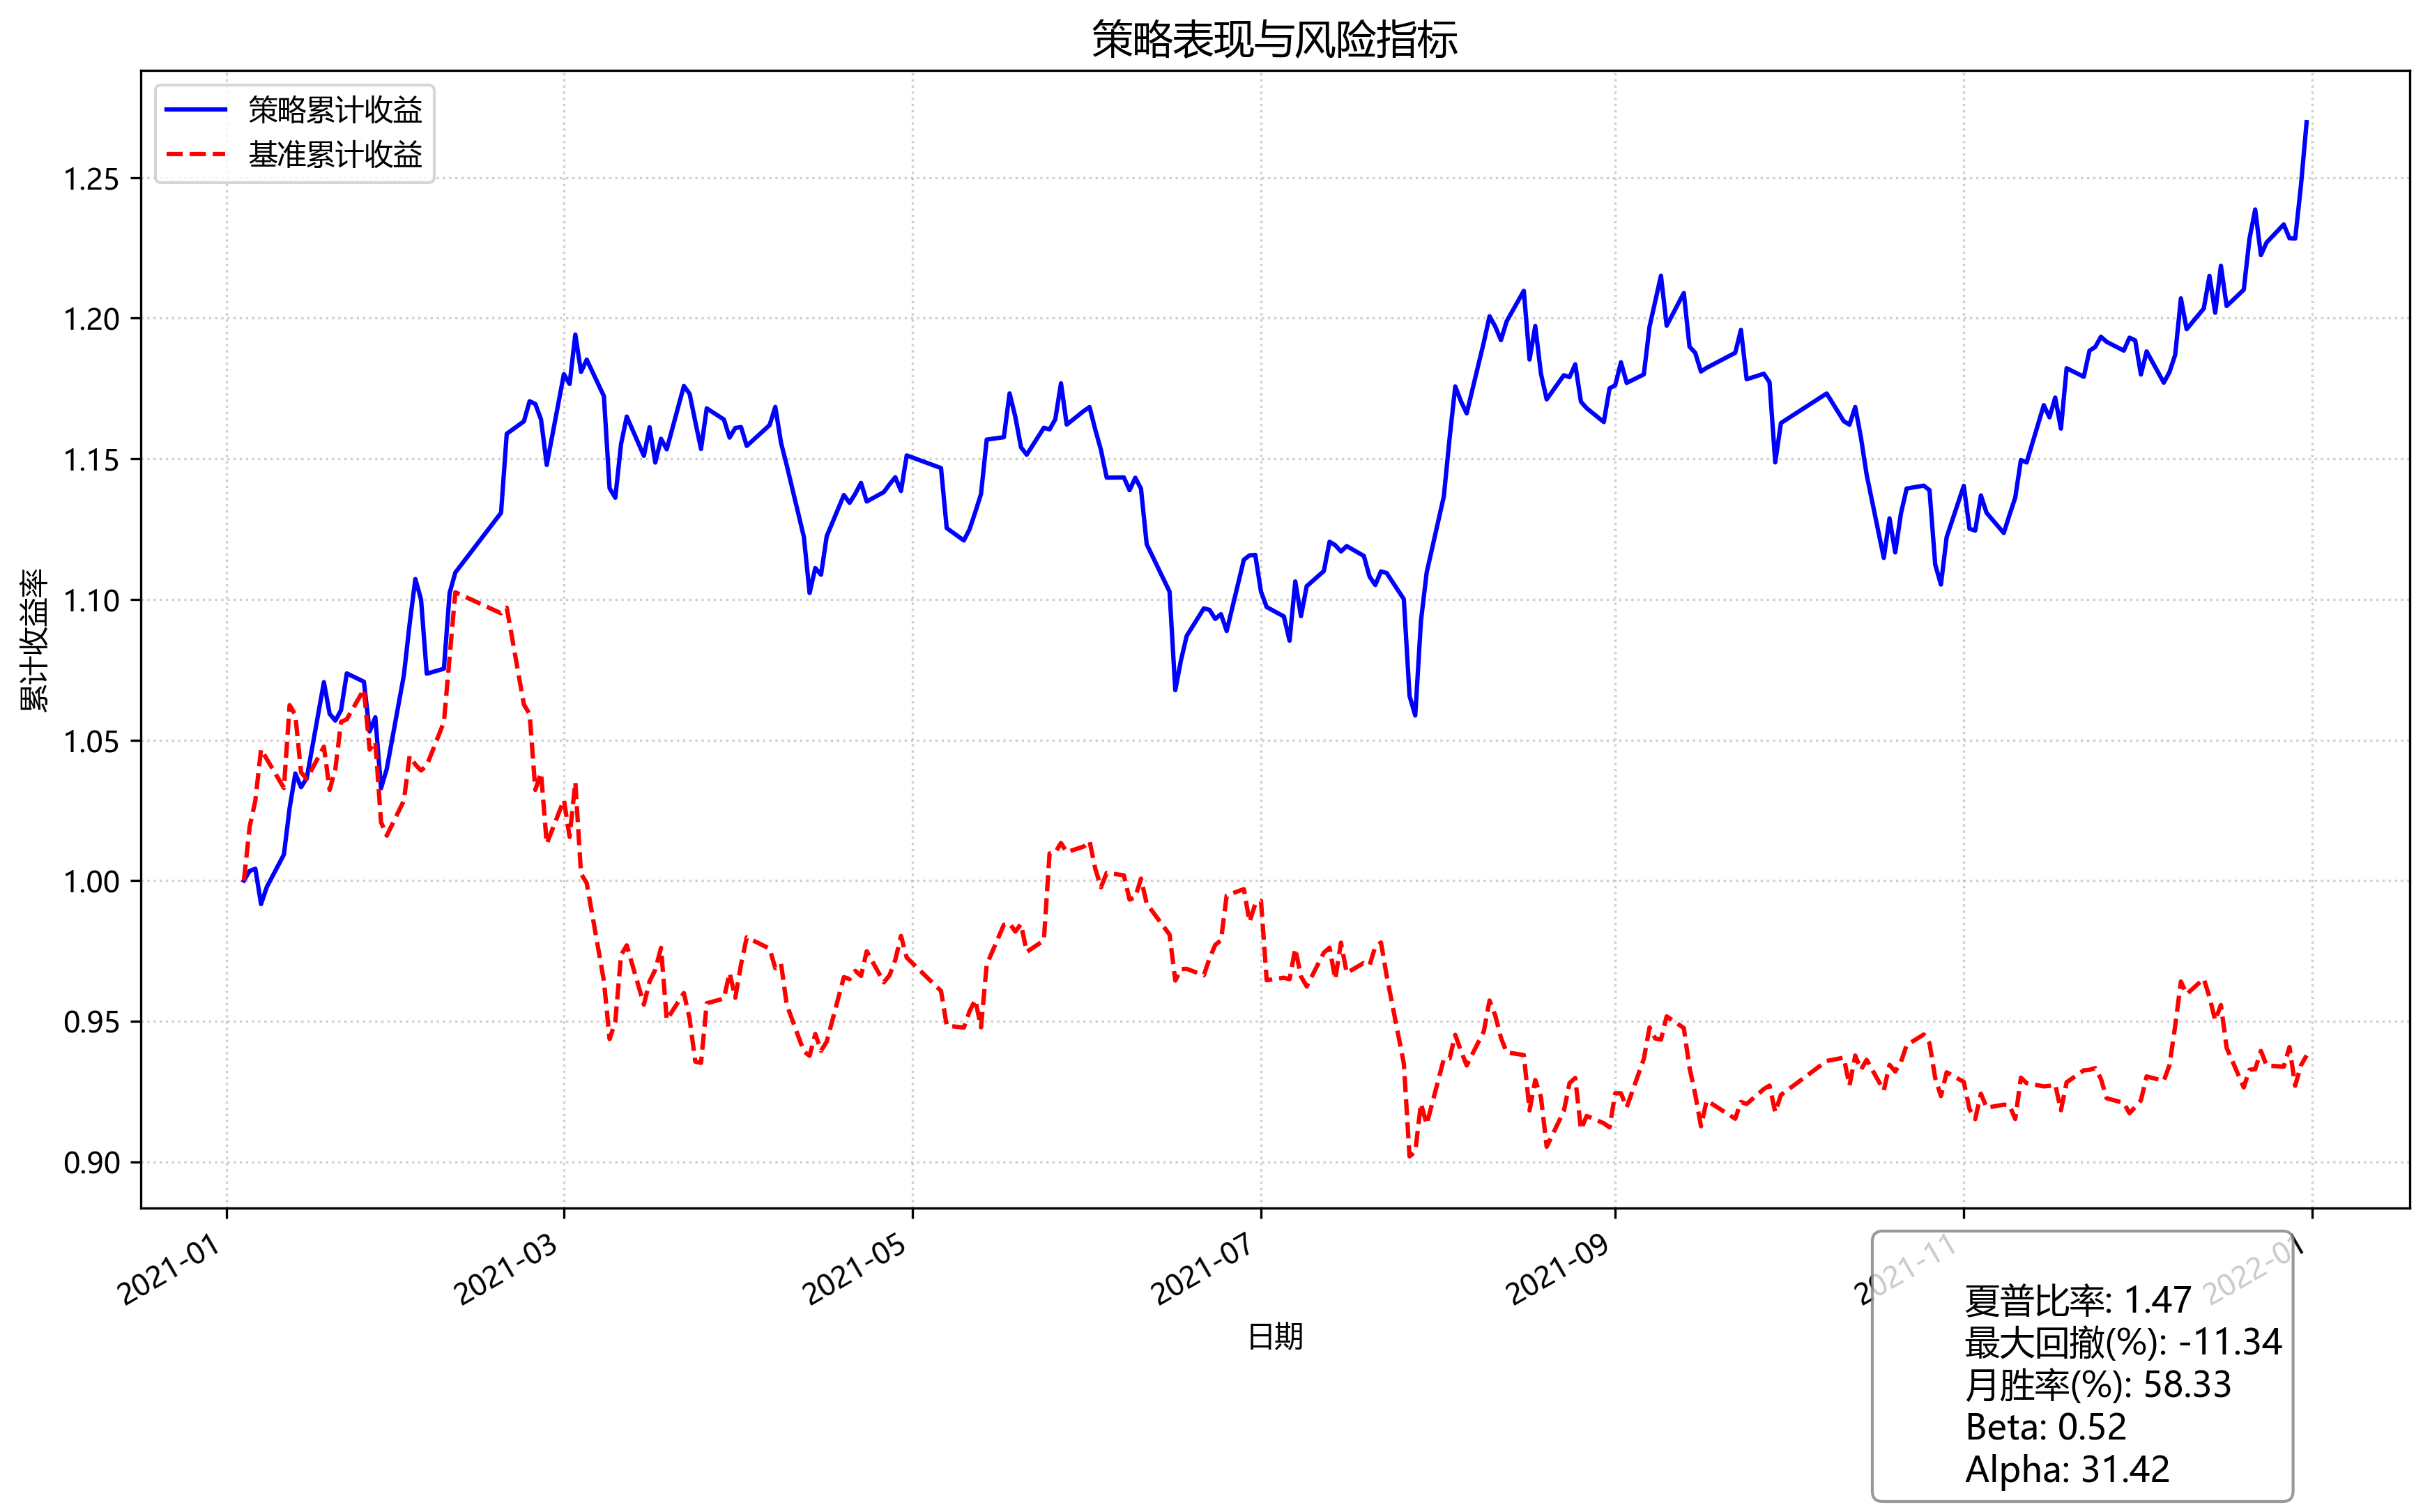 策略表现与风险指标
策略累计收益
基准累计收益
累计收益率
1.25
1.20
1.15
1.10
1.05
1.00
0.95
0.90
2021-01
2021-03
2021-05
2021-07
2021-09
2021-11
2022-01
日期
夏普比率: 1.47
最大回撤(%): -11.34
月胜率(%): 58.33
Beta: 0.52
Alpha: 31.42